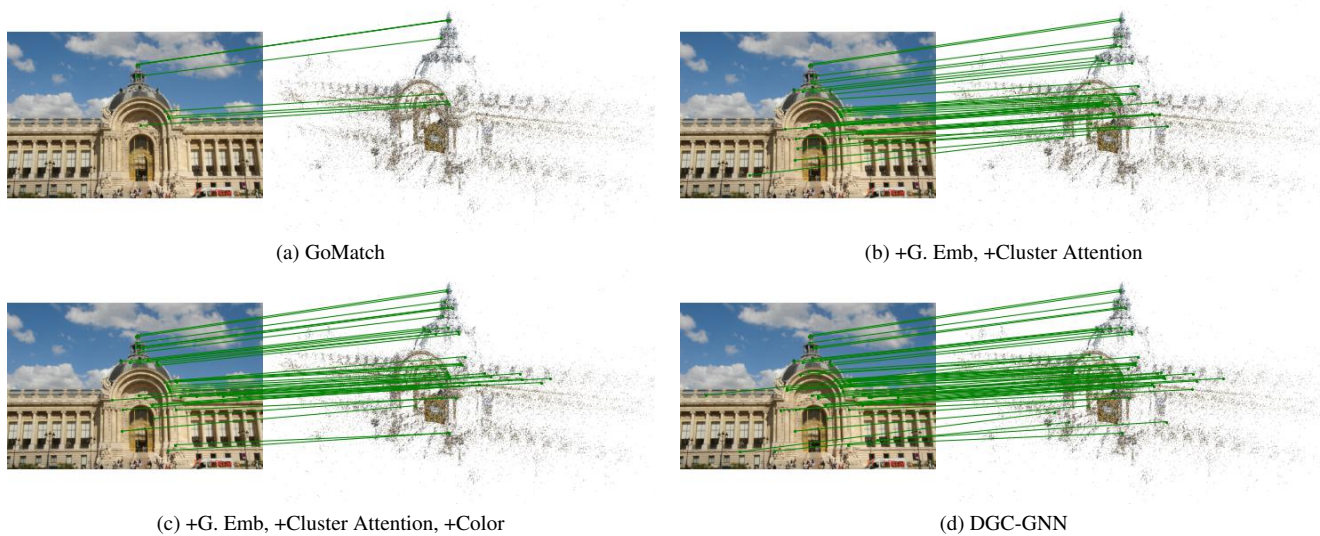 (a) GoMatch
(b) +G. Emb, +Cluster Attention
(c) +G. Emb, +Cluster Attention, +Color
(d) DGC-GNN